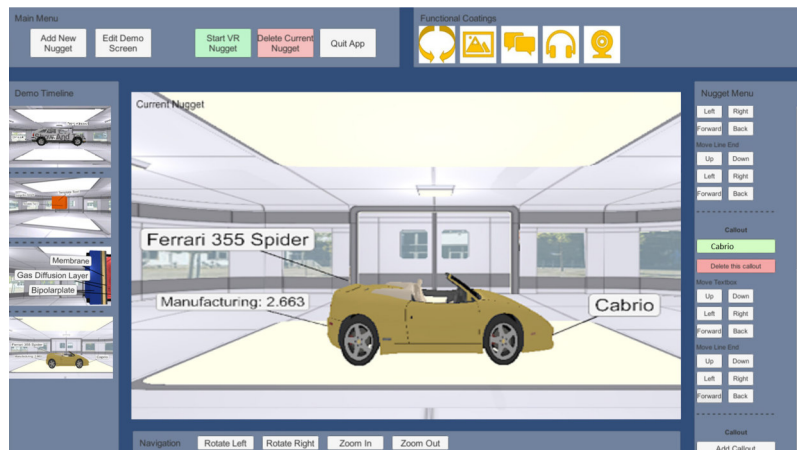 Main Menu
Add New
Nugget
Edit Demo
Screen
Start VR
Nugget
Delete Current
Nugget
Quit App
Functional Coatings
Demo Timeline
Membrane
Gas Diffusion Layer
Bipolarplate
Current Nugget
Ferrari 355 Spider
Manufacturing: 2.663
Cabrio
Navigation
Rotate Left
Rotate Right
Zoom In
Zoom Out
Nugget Menu
Left
Right
Forward
Back
Move Line End
Up
Down
Left
Right
Forward
Back
Callout
Cabrio
Delete this callout
Move Textbox
Up
Down
Left
Right
Forward
Back
Move Line End
Up
Down
Left
Right
Forward
Back
Callout
Add Callout